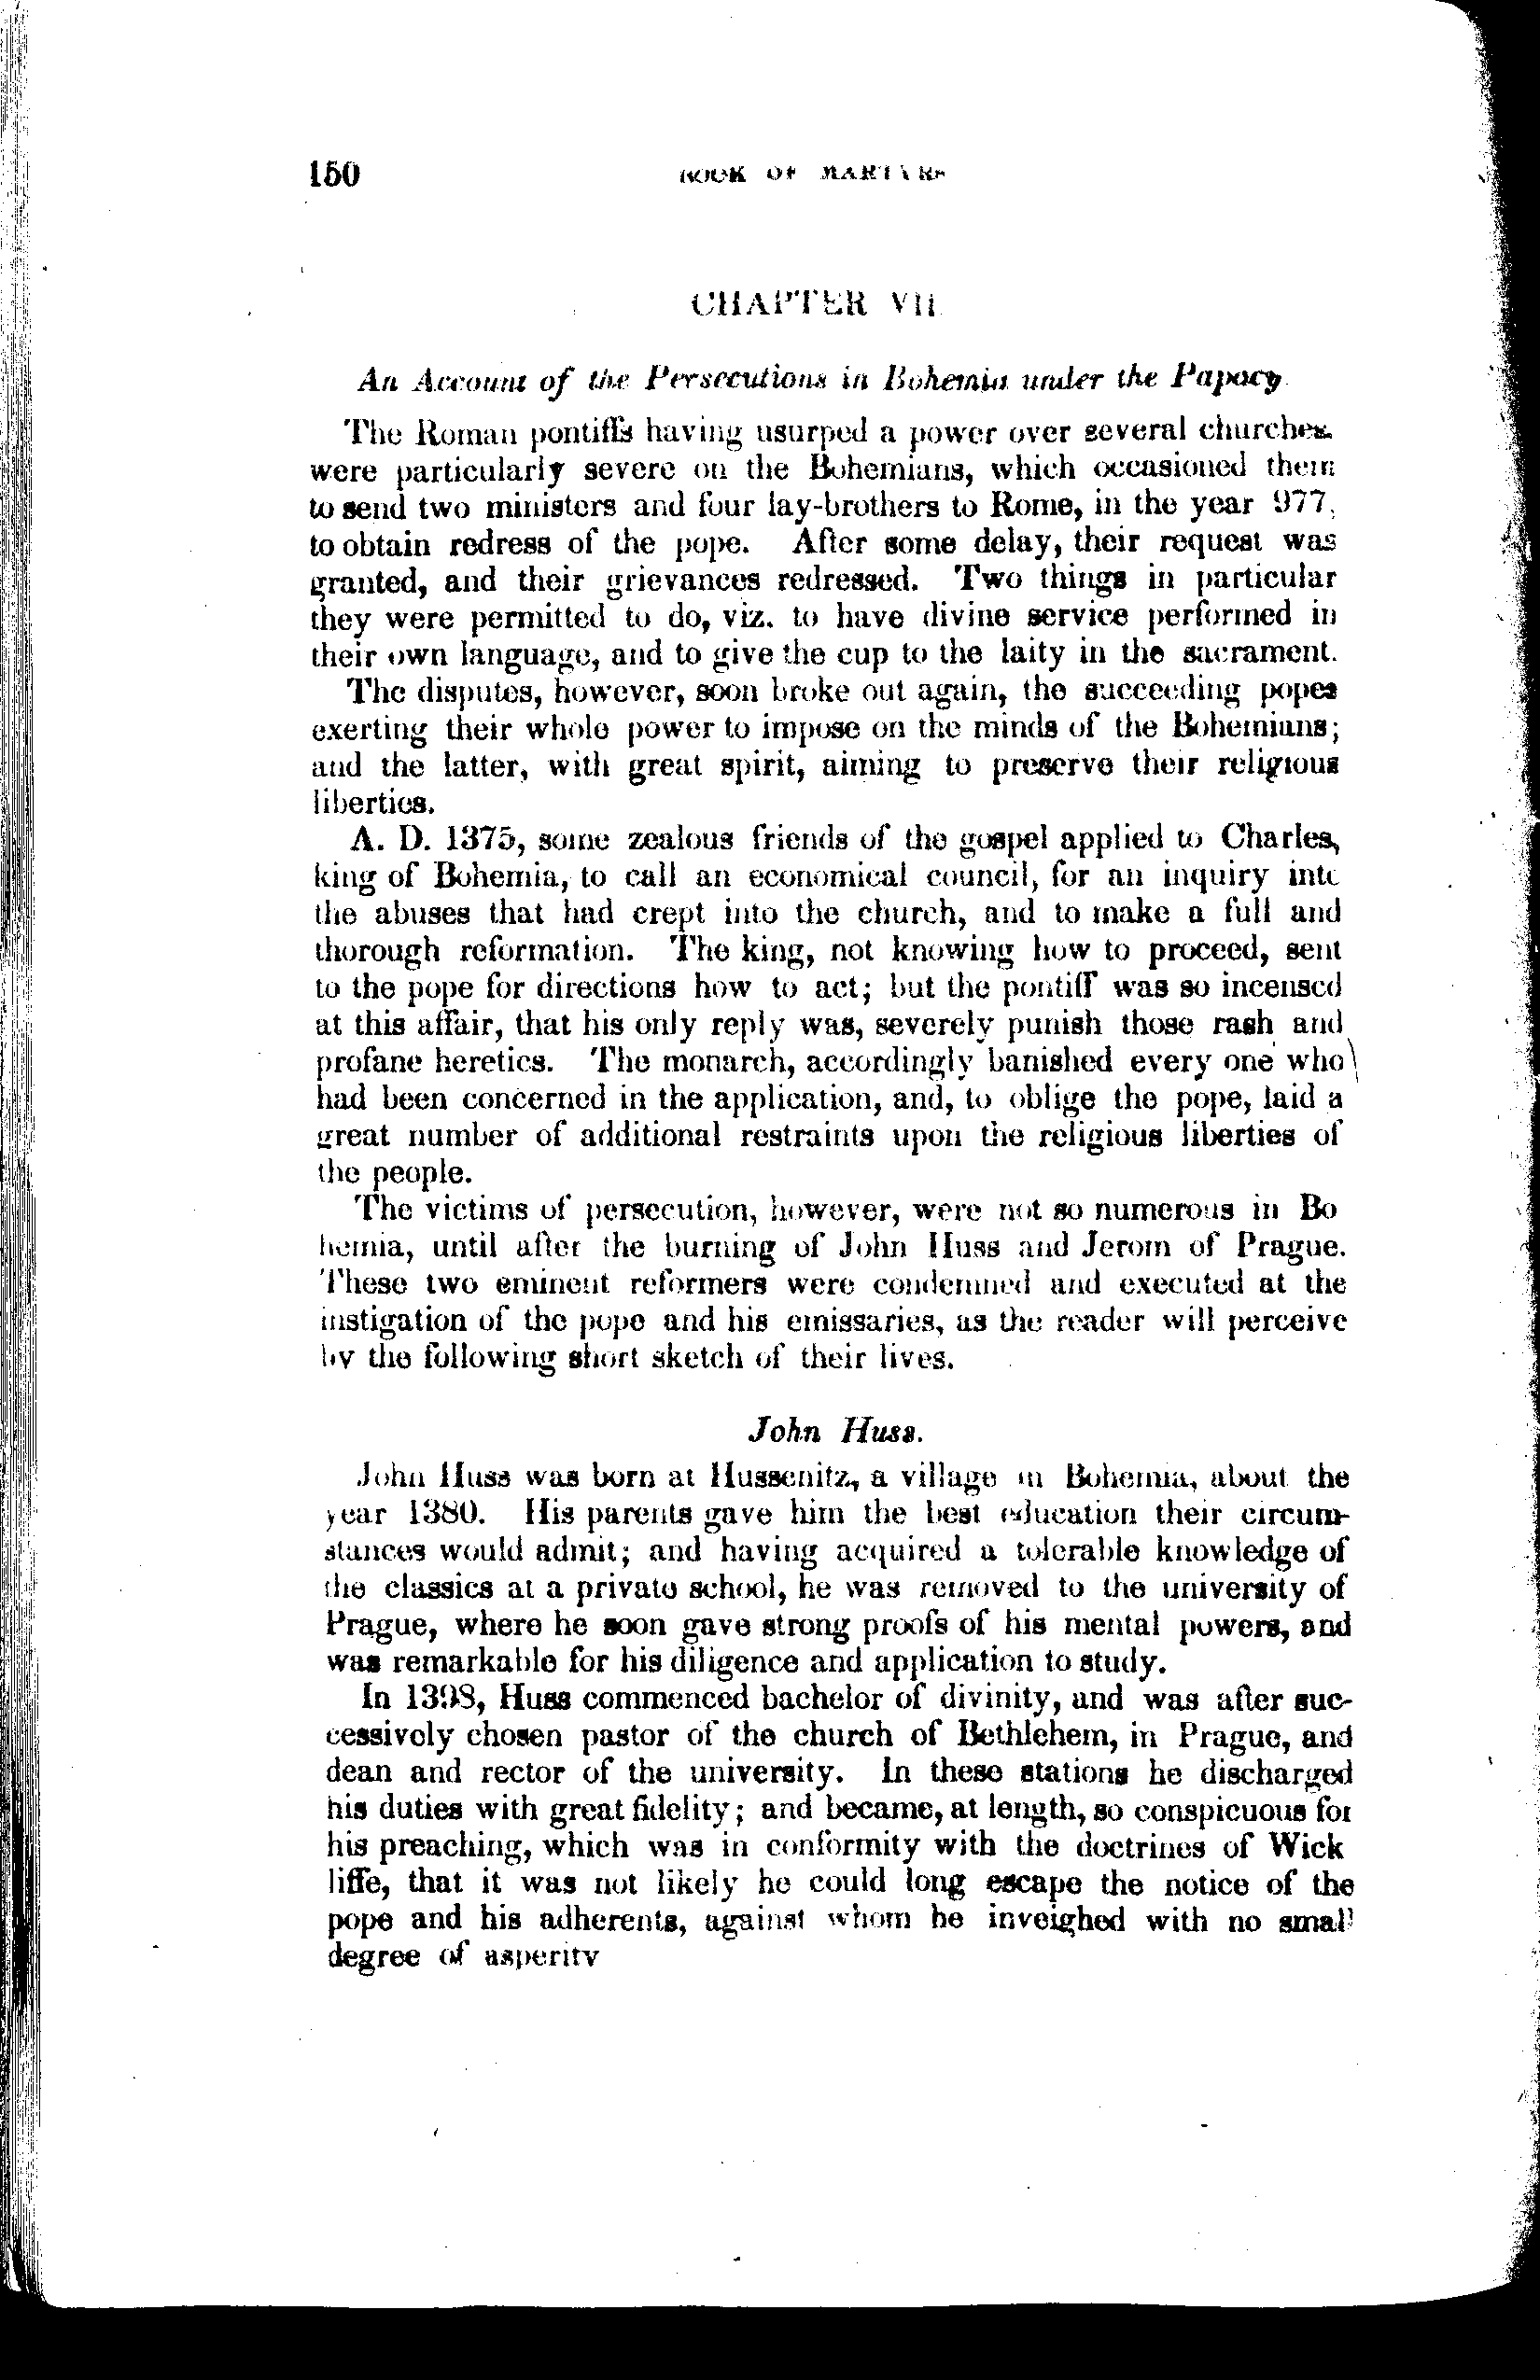 150 BOOK OF MARTYRS
CHAPTER VII
An Account of the Persecutions in Bohemia under the Papacy
The Roman pontiffs having usurped a power over several churches
were particularly severe on the Bohemians, which occasioned them
to send two ministers and four lay-brothers to Rome, in the year 977,
to obtain redress of the pope. After some delay, their request was
granted, and their grievances redressed. Two things in particular
they were permitted to do, viz. to have divine service performed in
their own language, and to give the cup to the laity in the sacrament.
The disputes, however, soon broke out again, the succeeding popes
exerting their whole power to impose on the minds of the Bohemians;
and the latter, with great spirit, aiming to preserve their religious
liberties.
A. D. 1375, some zealous friends of the gospel applied to Charles,
king of Bohemia, to call an economical council, for an inquiry into
the abuses that had crept into the church, and to make a full and
thorough reformation. The king, not knowing how to proceed, sent
to the pope for directions how to act; but the pontiff was so incensed
at this affair, that his only reply was, severely punish those rash and
profane heretics. The monarch, accordingly banished every one who
had been concerned in the application, and, to oblige the pope, laid a
great number of additional restraints upon the religious liberties of
the people.
The victims of persecution, however, were not so numerous in Bo
hemia, until after the burning of John Huss and Jerom of Prague.
These two eminent reformers were condemned and executed at the
instigation of the pope and his emissaries, as the reader will perceive
by the following short sketch of their lives.
John Huss.
John Huss was born at Hussenitz, a village in Bohemia, about the
year 1380. His parents gave him the best education their circum-
stances would admit; and having acquired a tolerable knowledge of
the classics at a private school, he was removed to the university of
Prague, where he soon gave strong proofs of his mental powers, and
was remarkable for his diligence and application to study.
In 1398, Huss commenced bachelor of divinity, and was after suc-
cessively chosen pastor of the church of Bethlehem, in Prague, and
dean and rector of the university. In these stations he discharged
his duties with great fidelity; and became, at length, so conspicuous for
his preaching, which was in conformity with the doctrines of Wick
liffe, that it was not likely he could long escape the notice of the
pope and his adherents, against whom he inveighed with no small
degree of asperity